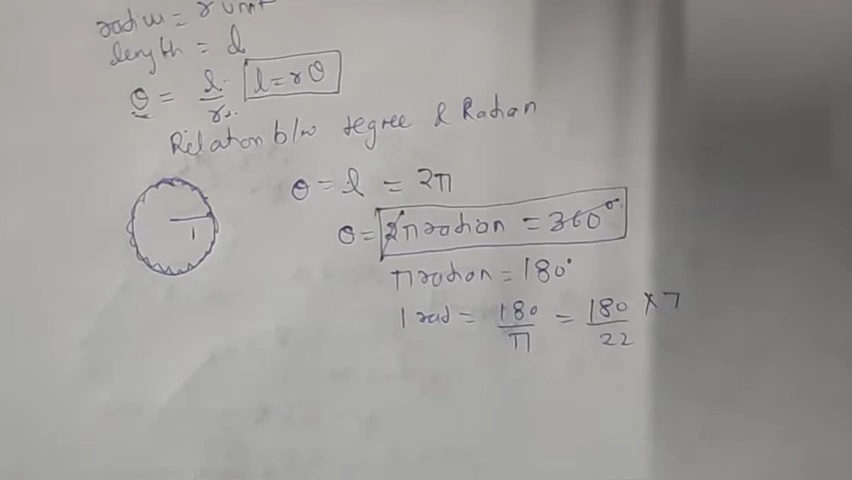 radius = r unit
length = l
θ = l/r l = rθ
Relation b/w degree & Radian
θ = l = 2π
1
θ = 2π radian = 360°
π radian = 180°
1 rad = 180/π = 180/22 × 7